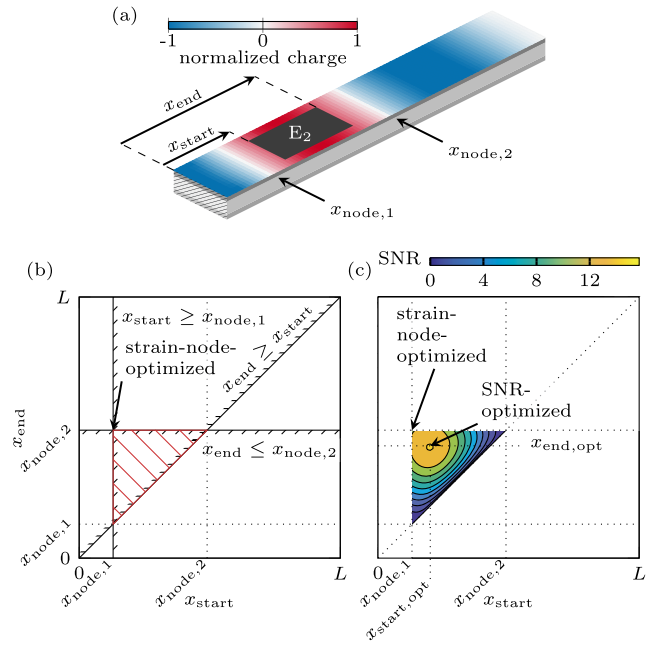 (a)
-1 0 1
normalized charge
x_end
x_start
E_2
x_node,2
x_node,1
(b)
L
x_start ≥ x_node,1
strain-node-
optimized
x_end ≥ x_start
x_end ≤ x_node,2
x_end
x_node,2
x_node,1
0
0
x_node,1
x_node,2
x_start
L
(c)
SNR
0 4 8 12
strain-
node-
optimized
SNR-
optimized
x_end,opt
0
x_node,1
x_start,opt
x_node,2
x_start
L